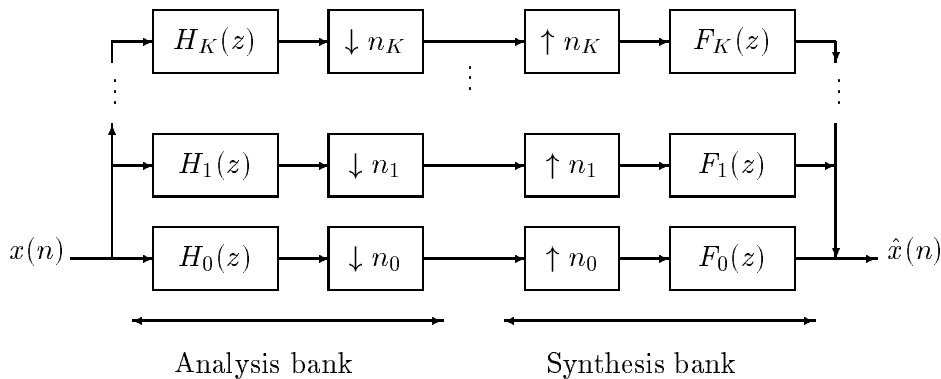 H_K(z) ↓ n_K ↑ n_K F_K(z)
⋮ ⋮ ⋮
H_1(z) ↓ n_1 ↑ n_1 F_1(z)
x(n) H_0(z) ↓ n_0 ↑ n_0 F_0(z) x̂(n)
Analysis bank Synthesis bank